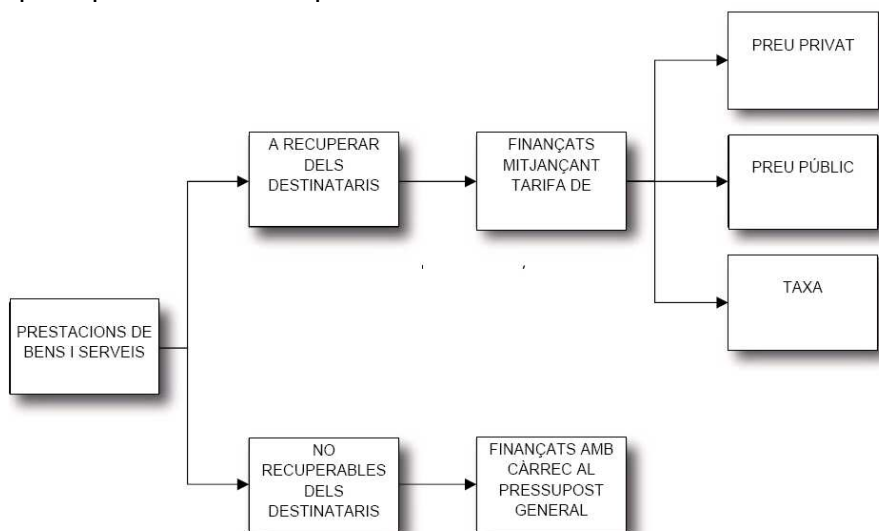 PREU PRIVAT
A RECUPERAR
DELS
DESTINATARIS
FINANÇATS
MITJANÇANT
TARIFA DE
PREU PÚBLIC
TAXA
PRESTACIONS DE
BENS I SERVEIS
NO
RECUPERABLES
DELS
DESTINATARIS
FINANÇATS AMB
CÀRREC AL
PRESSUPOST
GENERAL